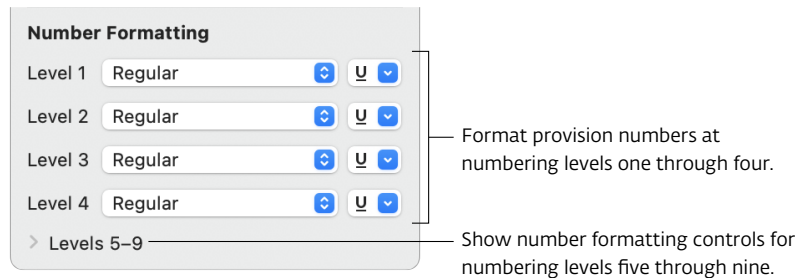 Number Formatting
Level 1 Regular U
Level 2 Regular U
Level 3 Regular U
Level 4 Regular U
Levels 5–9
Format provision numbers at
numbering levels one through four.
Show number formatting controls for
numbering levels five through nine.